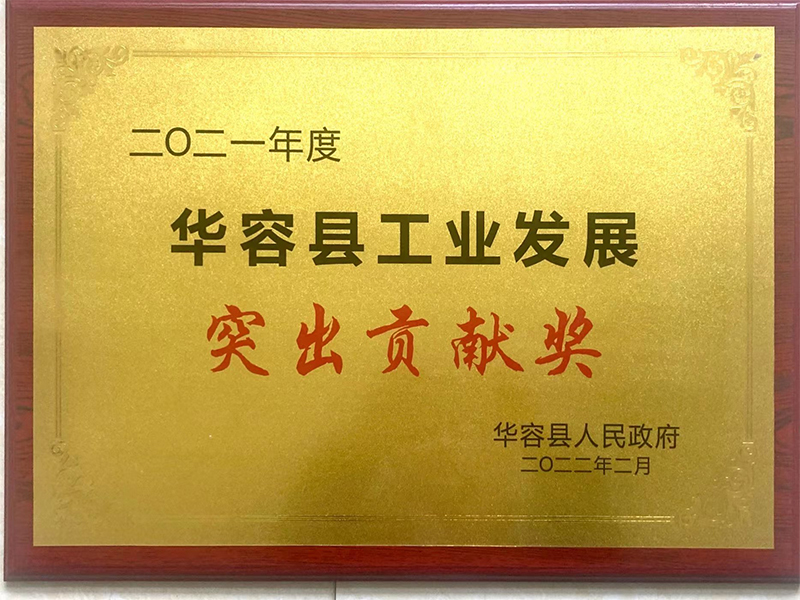 二〇二一年度
华容县工业发展
突出贡献奖
华容县人民政府
二〇二二年二月